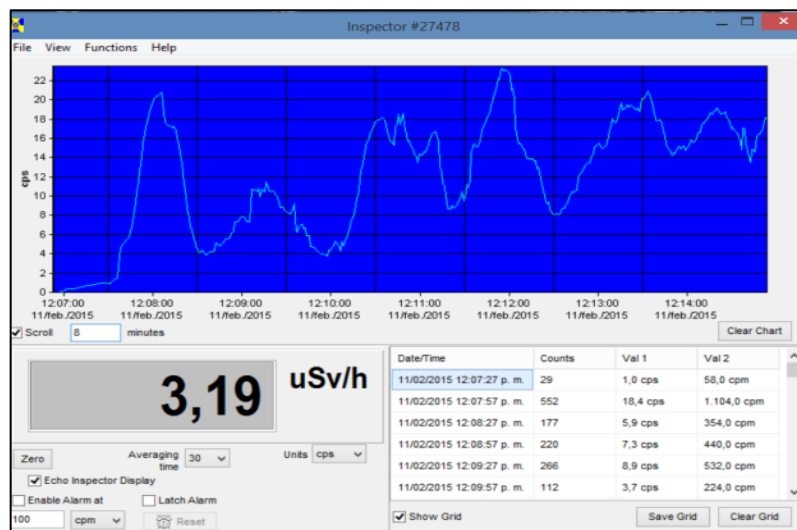 Inspector #27478
File View Functions Help
22
20
18
16
14
12
10
8
6
4
2
0
cps
12:07:00 12:08:00 12:09:00 12:10:00 12:11:00 12:12:00 12:13:00 12:14:00
11/feb./2015 11/feb./2015 11/feb./2015 11/feb./2015 11/feb./2015 11/feb./2015 11/feb./2015 11/feb./2015
Scroll 8 minutes Clear Chart
3,19 uSv/h
Zero Averaging time 30 Units cps
Echo Inspector Display
Enable Alarm at Latch Alarm
100 cpm Reset
Date/Time Counts Val 1 Val 2
11/02/2015 12:07:27 p. m. 29 1,0 cps 58,0 cpm
11/02/2015 12:07:57 p. m. 552 18,4 cps 1.104,0 cpm
11/02/2015 12:08:27 p. m. 177 5,9 cps 354,0 cpm
11/02/2015 12:08:57 p. m. 220 7,3 cps 440,0 cpm
11/02/2015 12:09:27 p. m. 266 8,9 cps 532,0 cpm
11/02/2015 12:09:57 p. m. 112 3,7 cps 224,0 cpm
Show Grid Save Grid Clear Grid